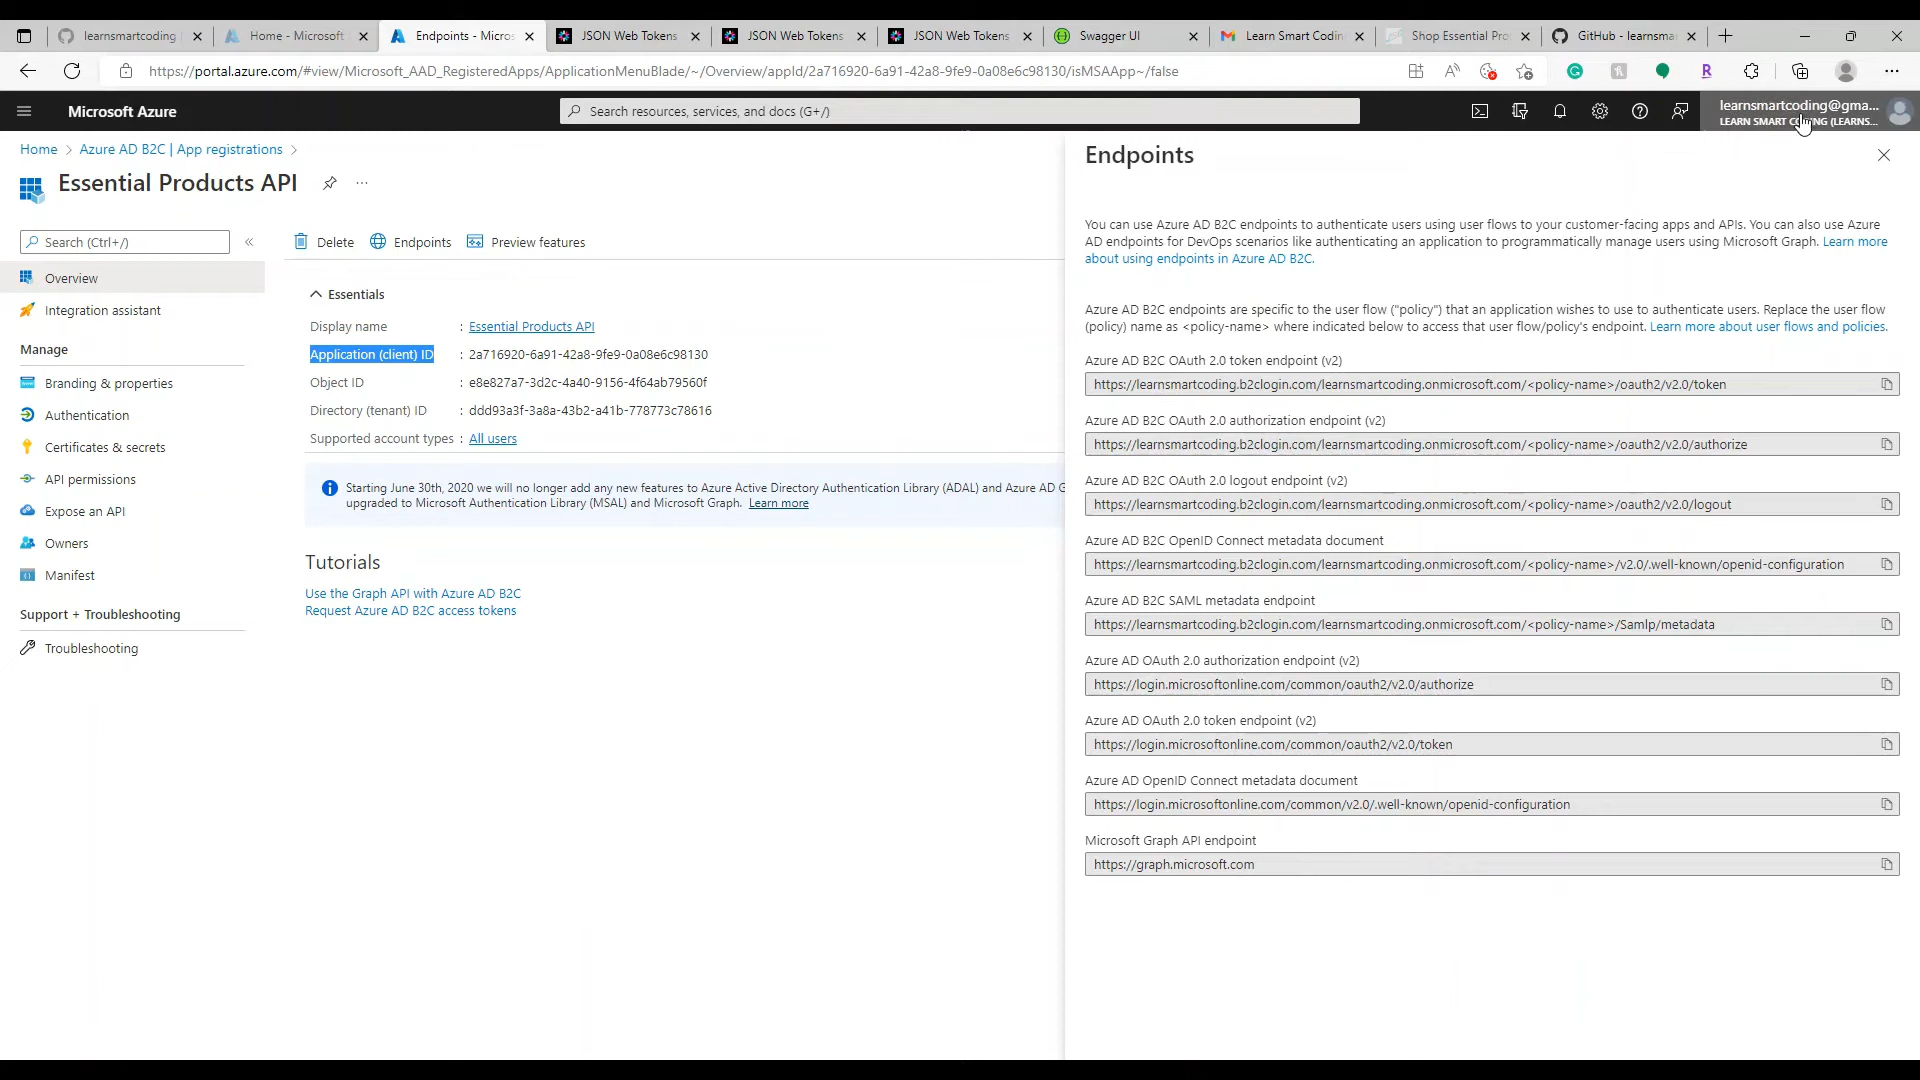 learnsmartcoding
Home - Microsoft
Endpoints - Micros
JSON Web Tokens
JSON Web Tokens
JSON Web Tokens
Swagger UI
Learn Smart Codin
Shop Essential Pro
GitHub - learnsmar
https://portal.azure.com/#view/Microsoft_AAD_RegisteredApps/ApplicationMenuBlade/~/Overview/appId/2a716920-6a91-42a8-9fe9-0a08e6c98130/isMSAApp~/false
Microsoft Azure
Search resources, services, and docs (G+/)
learnsmartcoding@gma...
LEARN SMART CODING (LEARNS...
Home > Azure AD B2C | App registrations >
Essential Products API
Search (Ctrl+/)
Overview
Integration assistant
Manage
Branding & properties
Authentication
Certificates & secrets
API permissions
Expose an API
Owners
Manifest
Support + Troubleshooting
Troubleshooting
Delete
Endpoints
Preview features
Essentials
Display name : Essential Products API
Application (client) ID : 2a716920-6a91-42a8-9fe9-0a08e6c98130
Object ID : e8e827a7-3d2c-4a40-9156-4f64ab79560f
Directory (tenant) ID : ddd93a3f-3a8a-43b2-a41b-778773c78616
Supported account types : All users
Starting June 30th, 2020 we will no longer add any new features to Azure Active Directory Authentication Library (ADAL) and Azure AD G
upgraded to Microsoft Authentication Library (MSAL) and Microsoft Graph. Learn more
Tutorials
Use the Graph API with Azure AD B2C
Request Azure AD B2C access tokens
Endpoints
You can use Azure AD B2C endpoints to authenticate users using user flows to your customer-facing apps and APIs. You can also use Azure
AD endpoints for DevOps scenarios like authenticating an application to programmatically manage users using Microsoft Graph. Learn more
about using endpoints in Azure AD B2C.
Azure AD B2C endpoints are specific to the user flow ("policy") that an application wishes to use to authenticate users. Replace the user flow
(policy) name as <policy-name> where indicated below to access that user flow/policy's endpoint. Learn more about user flows and policies.
Azure AD B2C OAuth 2.0 token endpoint (v2)
https://learnsmartcoding.b2clogin.com/learnsmartcoding.onmicrosoft.com/<policy-name>/oauth2/v2.0/token
Azure AD B2C OAuth 2.0 authorization endpoint (v2)
https://learnsmartcoding.b2clogin.com/learnsmartcoding.onmicrosoft.com/<policy-name>/oauth2/v2.0/authorize
Azure AD B2C OAuth 2.0 logout endpoint (v2)
https://learnsmartcoding.b2clogin.com/learnsmartcoding.onmicrosoft.com/<policy-name>/oauth2/v2.0/logout
Azure AD B2C OpenID Connect metadata document
https://learnsmartcoding.b2clogin.com/learnsmartcoding.onmicrosoft.com/<policy-name>/v2.0/.well-known/openid-configuration
Azure AD B2C SAML metadata endpoint
https://learnsmartcoding.b2clogin.com/learnsmartcoding.onmicrosoft.com/<policy-name>/Samlp/metadata
Azure AD OAuth 2.0 authorization endpoint (v2)
https://login.microsoftonline.com/common/oauth2/v2.0/authorize
Azure AD OAuth 2.0 token endpoint (v2)
https://login.microsoftonline.com/common/oauth2/v2.0/token
Azure AD OpenID Connect metadata document
https://login.microsoftonline.com/common/v2.0/.well-known/openid-configuration
Microsoft Graph API endpoint
https://graph.microsoft.com